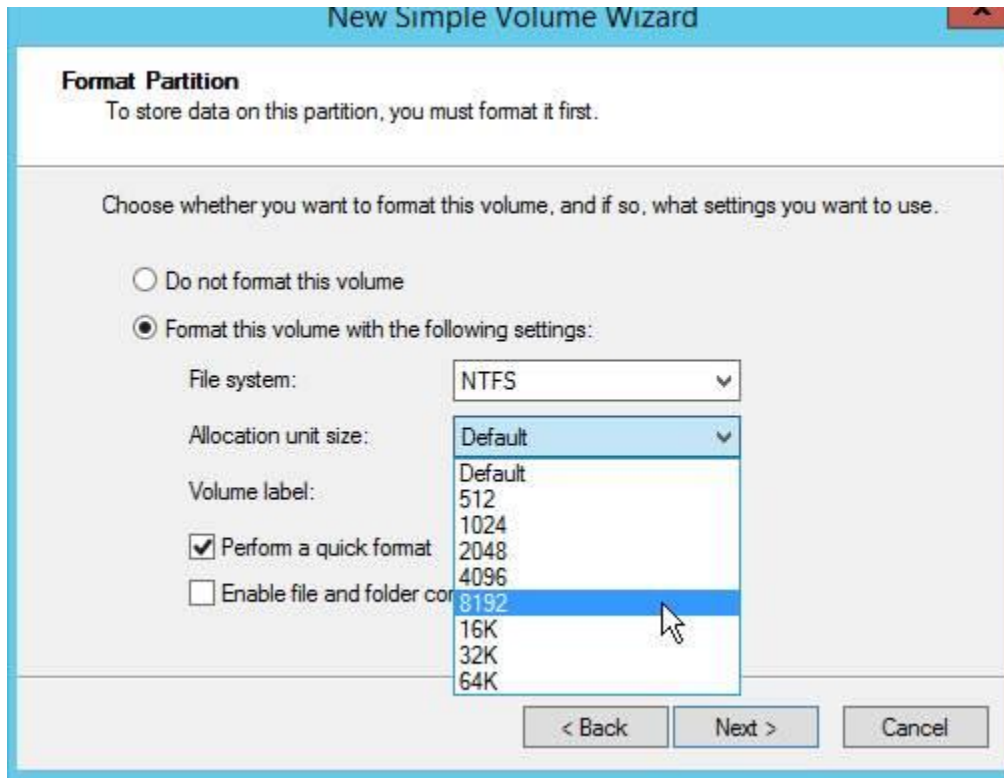 New Simple Volume Wizard
Format Partition
To store data on this partition, you must format it first.
Choose whether you want to format this volume, and if so, what settings you want to use.
Do not format this volume
Format this volume with the following settings:
File system: NTFS
Allocation unit size: Default
Default
Volume label:
512
1024
Perform a quick format
2048
4096
Enable file and folder
8192
16K
32K
64K
< Back Next > Cancel